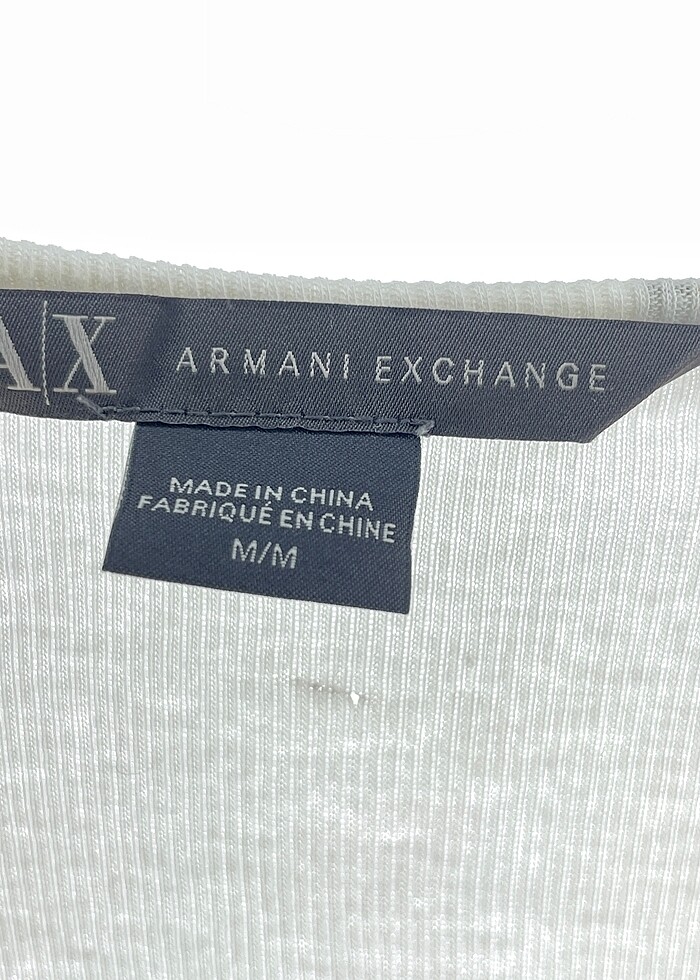 A|X ARMANI EXCHANGE
MADE IN CHINA
FABRIQUÉ EN CHINE
M/M